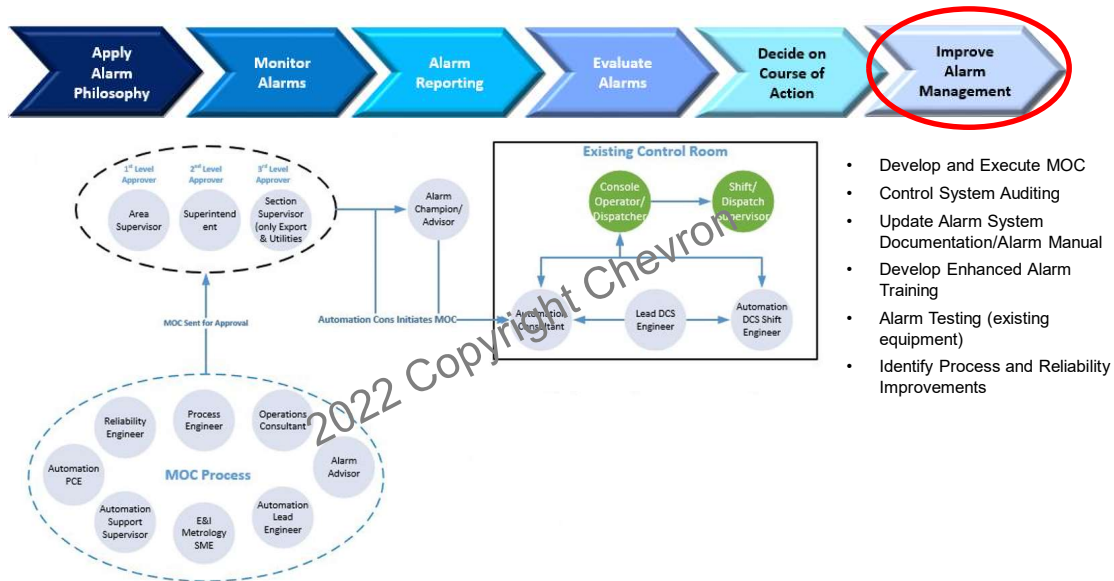 Apply
Alarm
Philosophy
Monitor
Alarms
Alarm
Reporting
Evaluate
Alarms
Decide on
Course of
Action
Improve
Alarm
Management
1st Level
Approver
2nd Level
Approver
3rd Level
Approver
Area
Supervisor
Superintend
ent
Section
Supervisor
(only Export
& Utilities
Alarm
Champion/
Advisor
Existing Control Room
Console
Operator/
Dispatcher
Shift/
Dispatch
Supervisor
MOC Sent for Approval
Automation Cons Initiates MOC
Automation
Consultant
Lead DCS
Engineer
Automation
DCS Shift
Engineer
• Develop and Execute MOC
• Control System Auditing
• Update Alarm System
Documentation/Alarm Manual
• Develop Enhanced Alarm
Training
• Alarm Testing (existing
equipment)
• Identify Process and Reliability
Improvements
Reliability
Engineer
Process
Engineer
Operations
Consultant
Automation
PCE
MOC Process
Alarm
Advisor
Automation
Support
Supervisor
E&I
Metrology
SME
Automation
Lead
Engineer
2022 Copyright Chevron